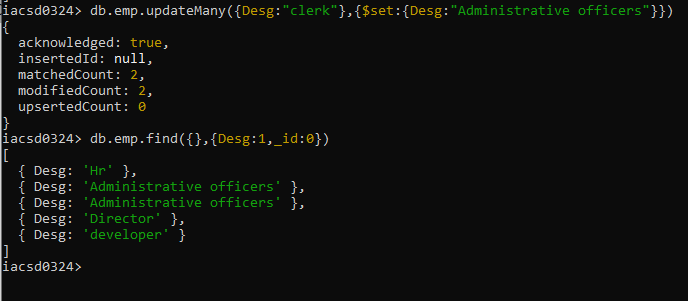 iacsd0324> db.emp.updateMany({Desg:"clerk"},{$set:{Desg:"Administrative officers"}})
{
  acknowledged: true,
  insertedId: null,
  matchedCount: 2,
  modifiedCount: 2,
  upsertedCount: 0
}
iacsd0324> db.emp.find({},{Desg:1,_id:0})
[
  { Desg: 'Hr' },
  { Desg: 'Administrative officers' },
  { Desg: 'Administrative officers' },
  { Desg: 'Director' },
  { Desg: 'developer' }
]
iacsd0324>